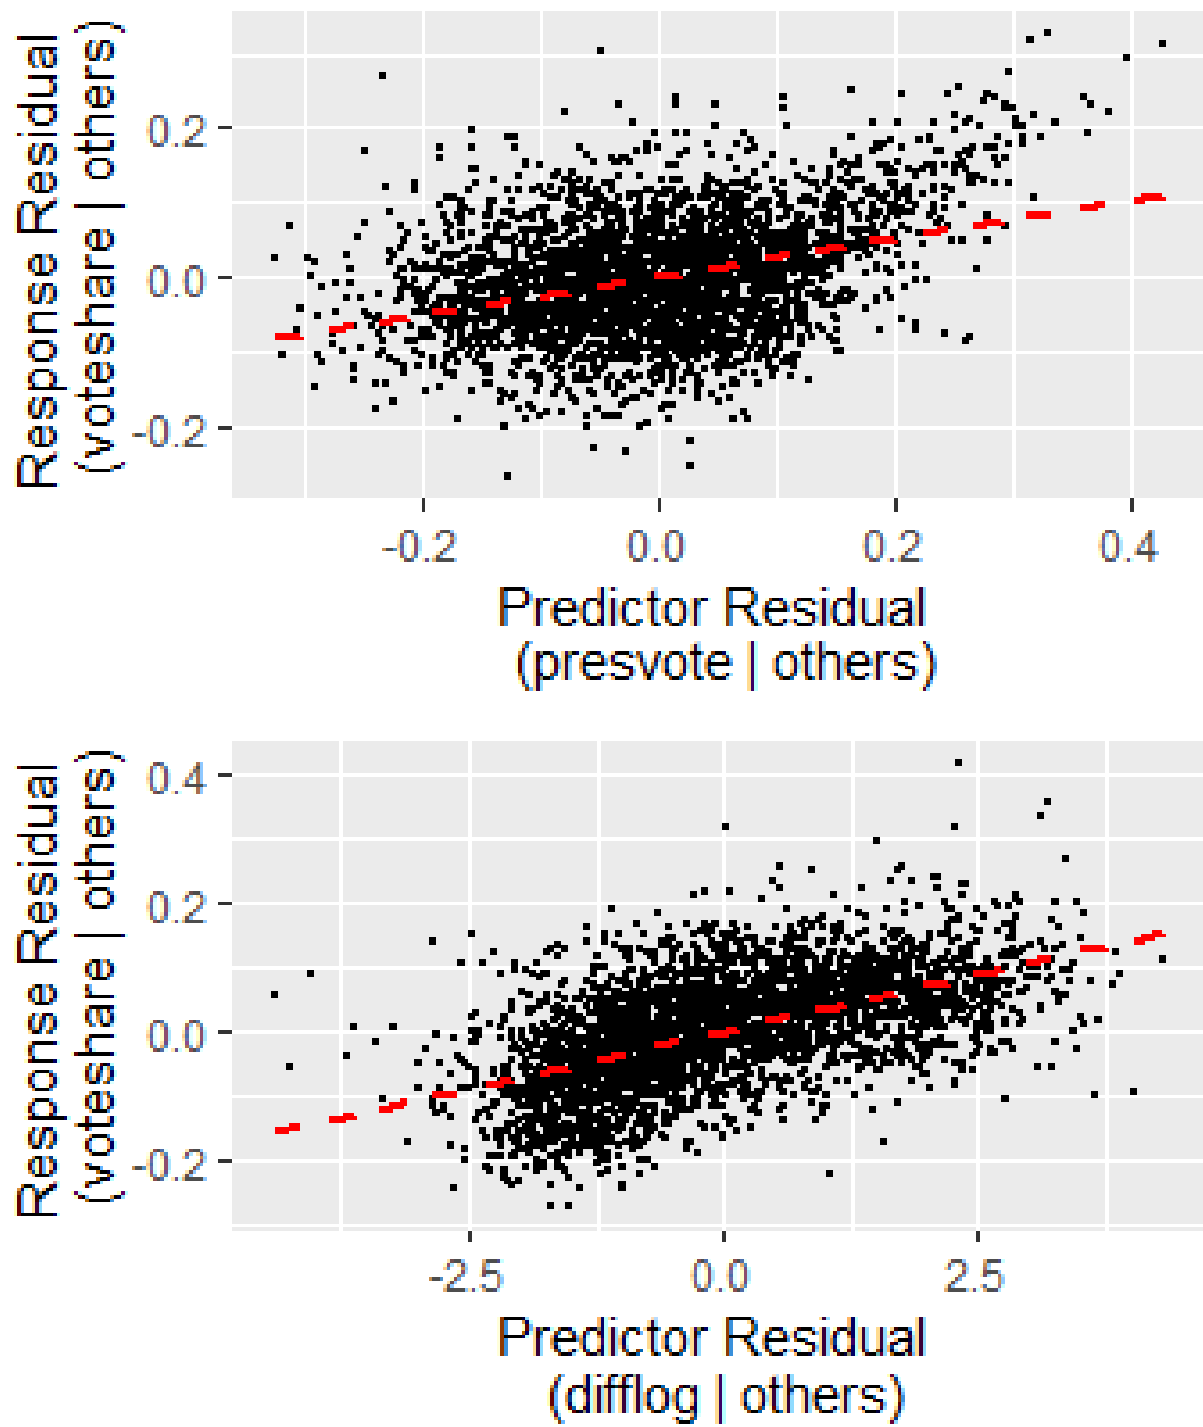 Response Residual
(voteshare | others)
0.2
0.0
-0.2
-0.2
0.0
0.2
0.4
Predictor Residual
(presvote | others)
Response Residual
(voteshare | others)
0.4
0.2
0.0
-0.2
-2.5
0.0
2.5
Predictor Residual
(difflog | others)